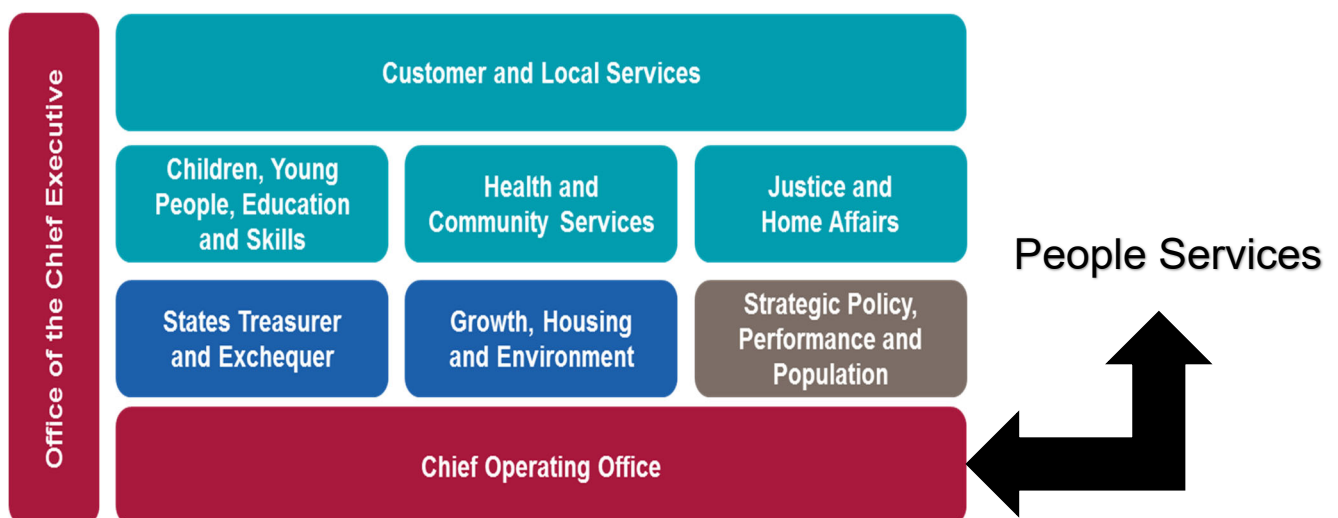 Office of the Chief Executive
Customer and Local Services
Children, Young
People, Education
and Skills
Health and
Community Services
Justice and
Home Affairs
People Services
States Treasurer
and Exchequer
Growth, Housing
and Environment
Strategic Policy,
Performance and
Population
Chief Operating Office